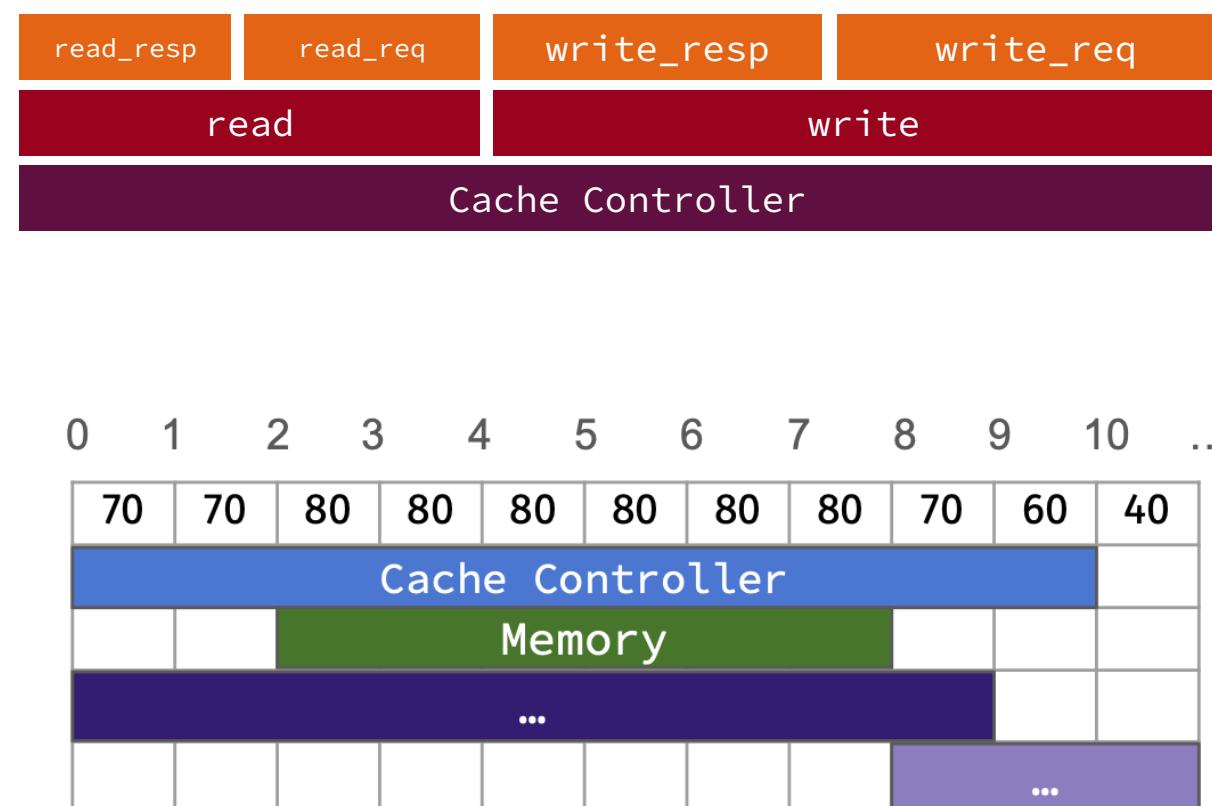 read_resp read_req write_resp write_req
read write
Cache Controller
0 1 2 3 4 5 6 7 8 9 10 ..
70 70 80 80 80 80 80 80 70 60 40
Cache Controller
Memory
...
...